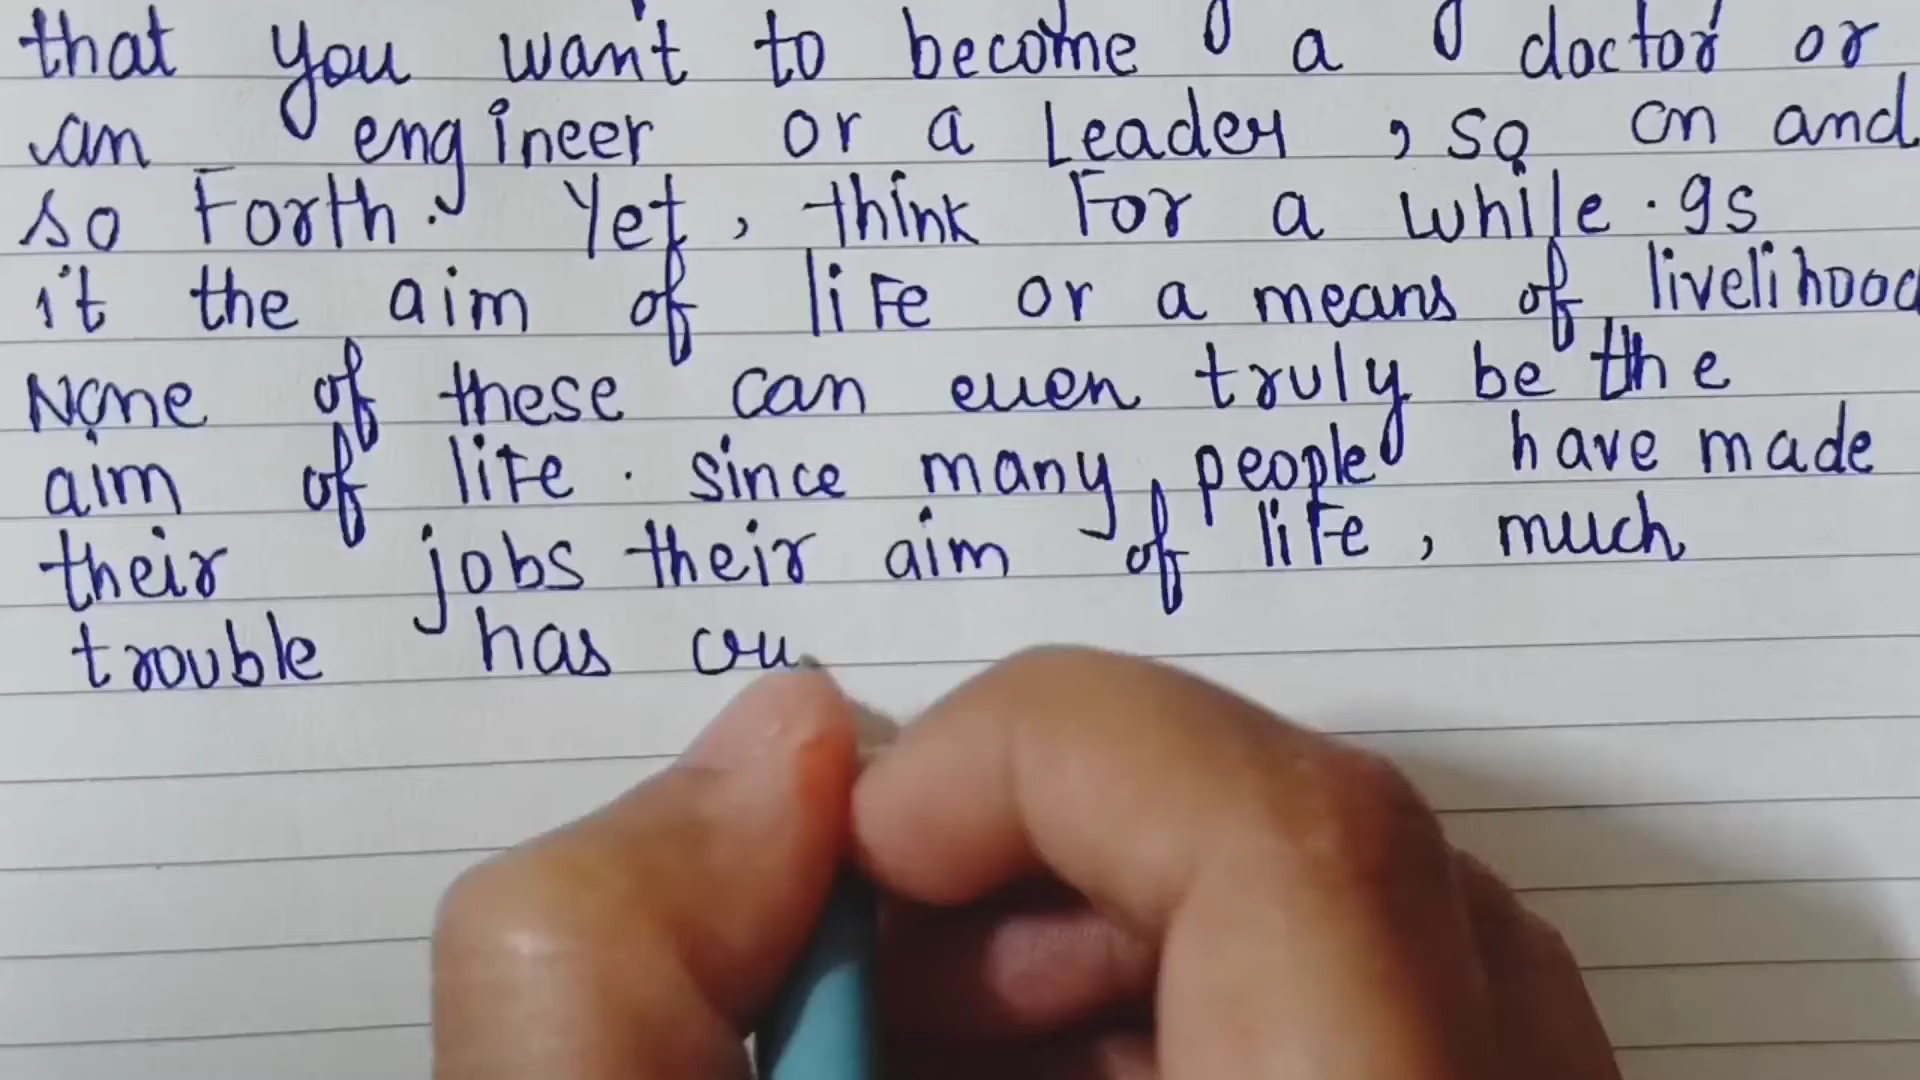 that you want to become a doctor or
an engineer or a Leader , so on and
so Forth . Yet , think For a while . Is
it the aim of life or a means of livelihood
None of these can even truly be the
aim of life . since many people have made
their jobs their aim of life , much
trouble has